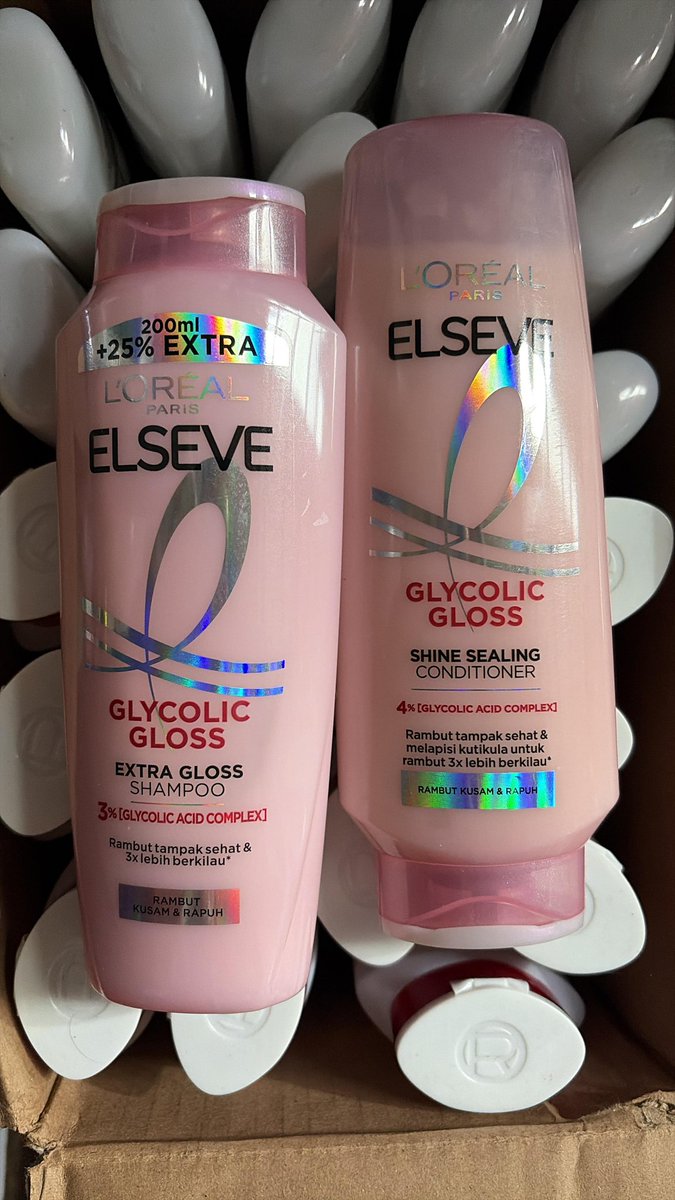 200ml
+25% EXTRA
L'ORÉAL
PARIS
ELSEVE
GLYCOLIC
GLOSS
EXTRA GLOSS
SHAMPOO
3% [GLYCOLIC ACID COMPLEX]
Rambut tampak sehat &
3x lebih berkilau*
RAMBUT
KUSAM & RAPUH
L'ORÉAL
PARIS
ELSEVE
GLYCOLIC
GLOSS
SHINE SEALING
CONDITIONER
4% [GLYCOLIC ACID COMPLEX]
Rambut tampak sehat &
melapisi kutikula untuk
rambut 3x lebih berkilau*
RAMBUT KUSAM & RAPUH